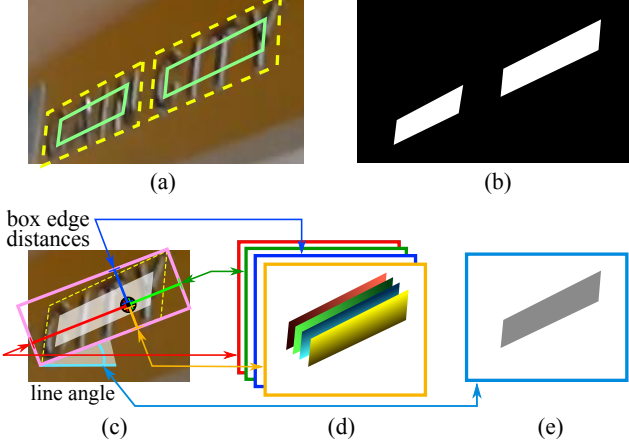 (a)
(b)
box edge
distances
line angle
(c)
(d)
(e)